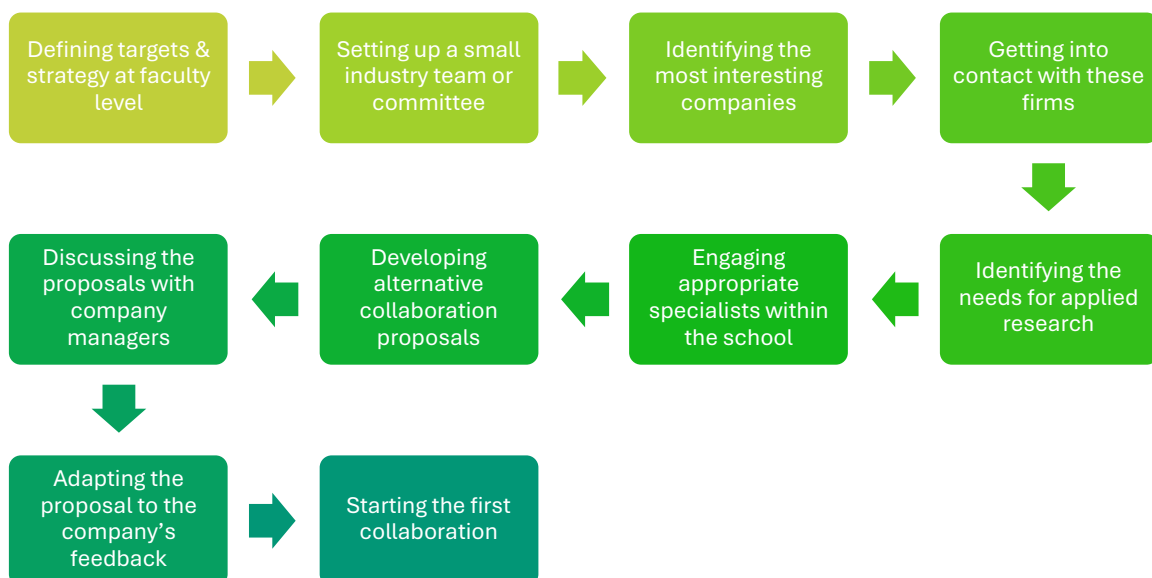 Defining targets &
strategy at faculty
level
Setting up a small
industry team or
committee
Identifying the
most interesting
companies
Getting into
contact with these
firms
Identifying the
needs for applied
research
Engaging
appropriate
specialists within
the school
Developing
alternative
collaboration
proposals
Discussing the
proposals with
company
managers
Adapting the
proposal to the
company’s
feedback
Starting the first
collaboration